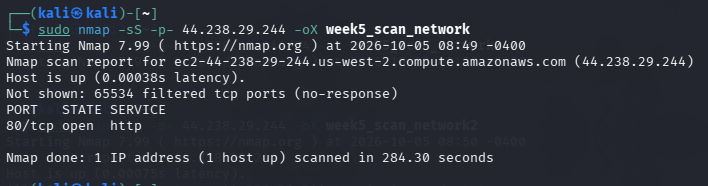 ┌──(kali㉿kali)-[~]
└─$ sudo nmap -sS -p- 44.238.29.244 -oX week5_scan_network
Starting Nmap 7.99 ( https://nmap.org ) at 2026-10-05 08:49 -0400
Nmap scan report for ec2-44-238-29-244.us-west-2.compute.amazonaws.com (44.238.29.244)
Host is up (0.00038s latency).
Not shown: 65534 filtered tcp ports (no-response)
PORT   STATE SERVICE
80/tcp open  http
Nmap done: 1 IP address (1 host up) scanned in 284.30 seconds
┌──(kali㉿kali)-[~]